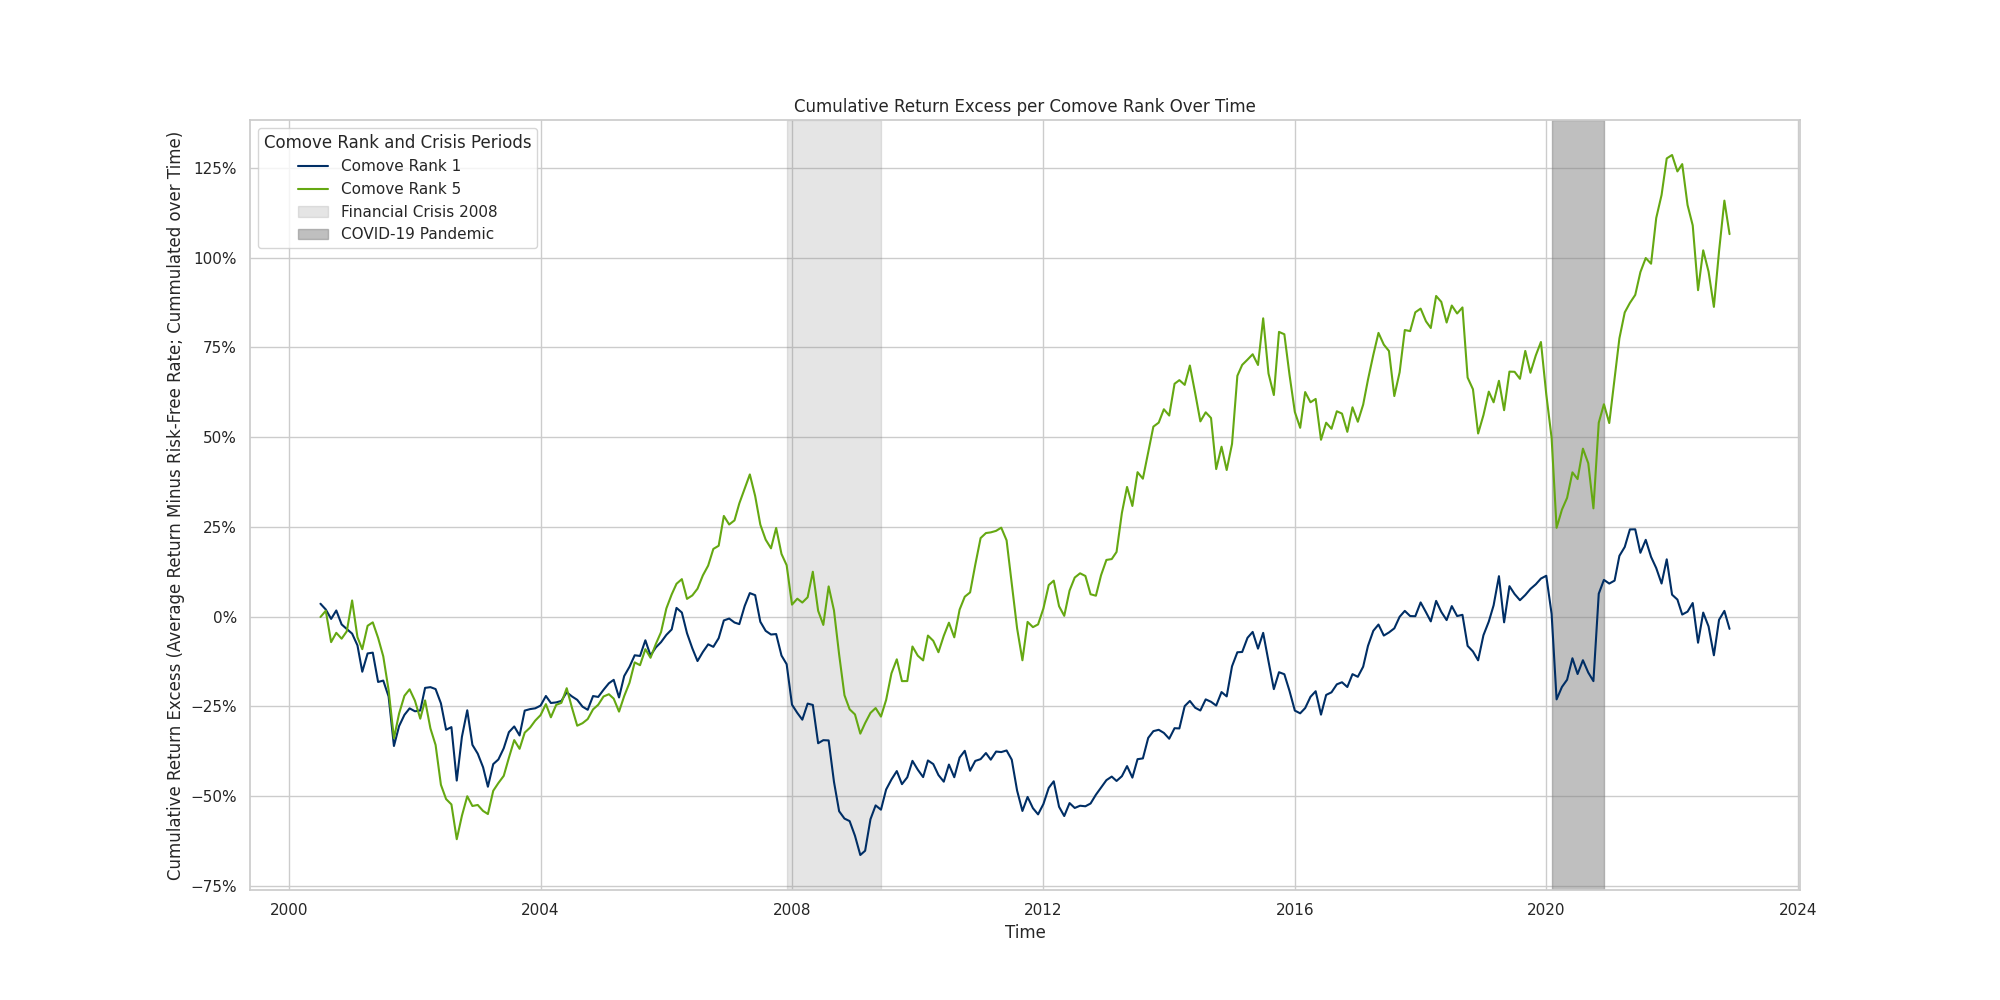 Cumulative Return Excess per Comove Rank Over Time
Cumulative Return Excess (Average Return Minus Risk-Free Rate; Cummulated over Time)
Comove Rank and Crisis Periods
Comove Rank 1
Comove Rank 5
Financial Crisis 2008
COVID-19 Pandemic
125%
100%
75%
50%
25%
0%
−25%
−50%
−75%
2000 2004 2008 2012 2016 2020 2024
Time